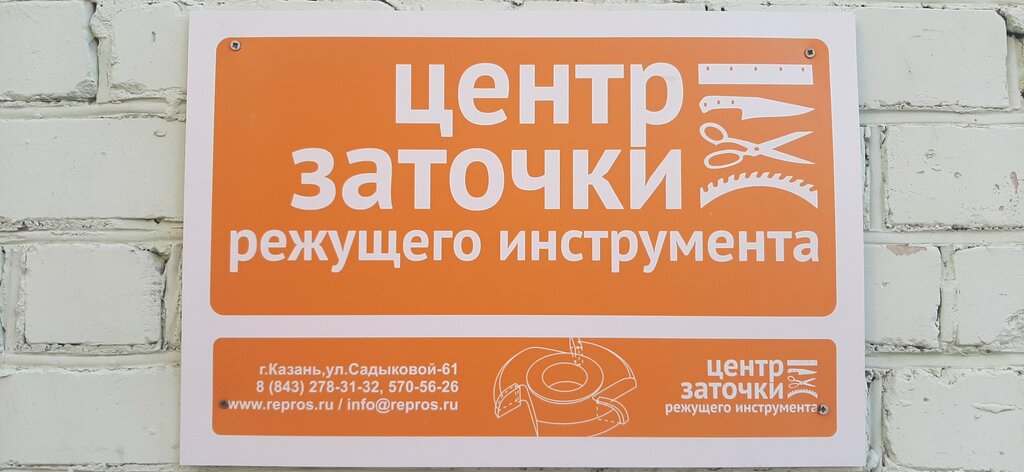 центр
заточки
режущего инструмента
г.Казань,ул.Садыковой-61
8 (843) 278-31-32, 570-56-26
www.repros.ru / info@repros.ru
центр
заточки
режущего инструмента